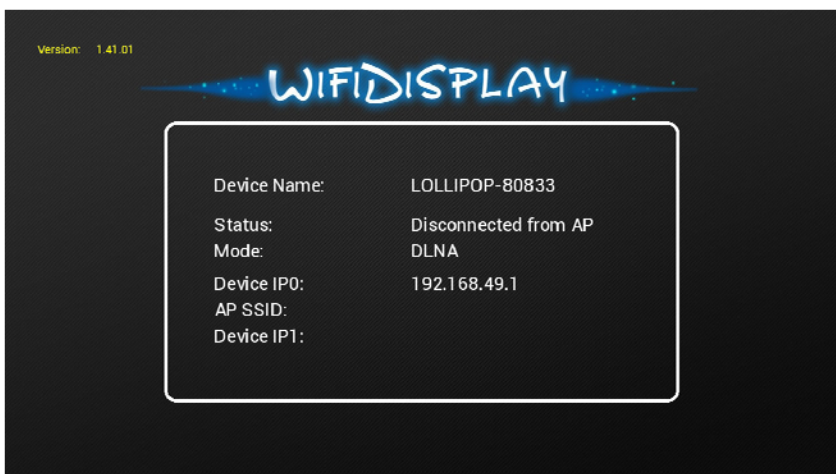 Version: 1.41.01
WIFIDISPLAY
Device Name: LOLLIPOP-80833
Status: Disconnected from AP
Mode: DLNA
Device IP0: 192.168.49.1
AP SSID:
Device IP1: